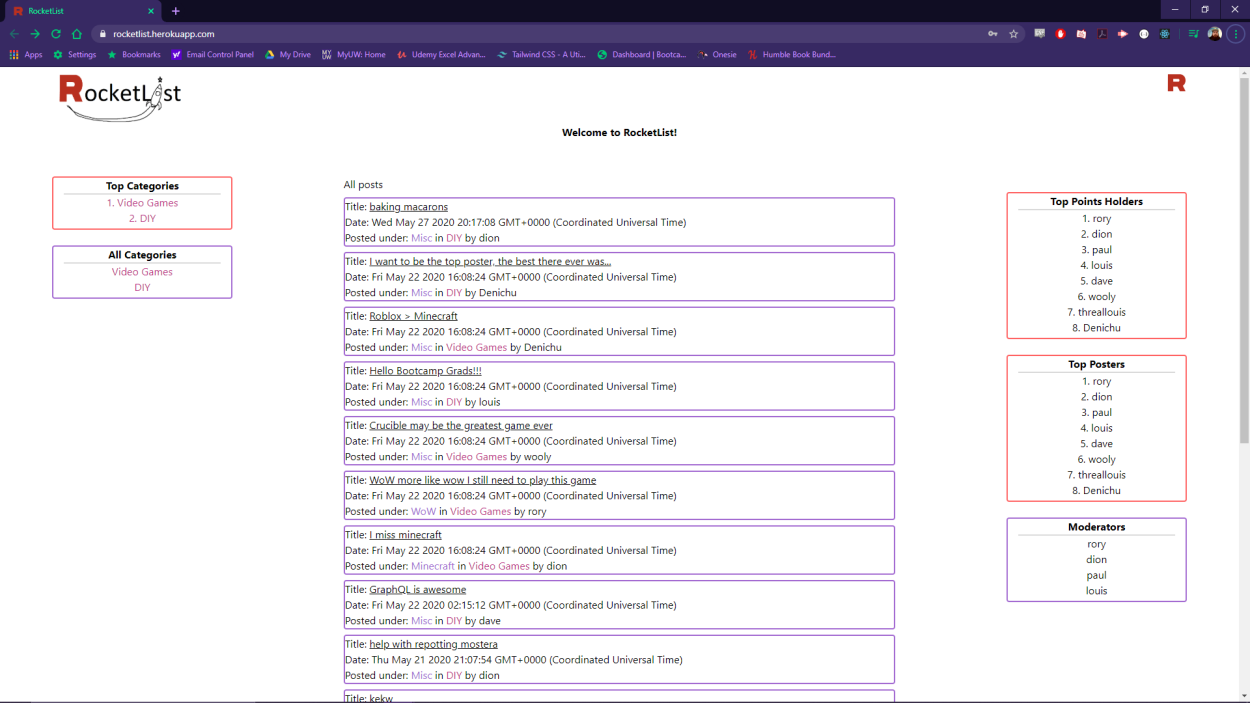 RocketList
rocketlist.herokuapp.com
Apps Settings Bookmarks Email Control Panel My Drive MyUW: Home Udemy Excel Advan... Tailwind CSS - A Uti... Dashboard | Bootca... Onesie Humble Book Bund...
RocketList
R
Welcome to RocketList!
Top Categories
1. Video Games
2. DIY
All Categories
Video Games
DIY
All posts
Title: baking macarons
Date: Wed May 27 2020 20:17:08 GMT+0000 (Coordinated Universal Time)
Posted under: Misc in DIY by dion
Title: I want to be the top poster, the best there ever was...
Date: Fri May 22 2020 16:08:24 GMT+0000 (Coordinated Universal Time)
Posted under: Misc in DIY by Denichu
Title: Roblox > Minecraft
Date: Fri May 22 2020 16:08:24 GMT+0000 (Coordinated Universal Time)
Posted under: Misc in Video Games by Denichu
Title: Hello Bootcamp Grads!!!
Date: Fri May 22 2020 16:08:24 GMT+0000 (Coordinated Universal Time)
Posted under: Misc in DIY by louis
Title: Crucible may be the greatest game ever
Date: Fri May 22 2020 16:08:24 GMT+0000 (Coordinated Universal Time)
Posted under: Misc in Video Games by wooly
Title: WoW more like wow I still need to play this game
Date: Fri May 22 2020 16:08:24 GMT+0000 (Coordinated Universal Time)
Posted under: WoW in Video Games by rory
Title: I miss minecraft
Date: Fri May 22 2020 16:08:24 GMT+0000 (Coordinated Universal Time)
Posted under: Minecraft in Video Games by dion
Title: GraphQL is awesome
Date: Fri May 22 2020 02:15:12 GMT+0000 (Coordinated Universal Time)
Posted under: Misc in DIY by dave
Title: help with repotting mostera
Date: Thu May 21 2020 21:07:54 GMT+0000 (Coordinated Universal Time)
Posted under: Misc in DIY by dion
Title: kekw
Top Points Holders
1. rory
2. dion
3. paul
4. louis
5. dave
6. wooly
7. threallouis
8. Denichu
Top Posters
1. rory
2. dion
3. paul
4. louis
5. dave
6. wooly
7. threallouis
8. Denichu
Moderators
rory
dion
paul
louis